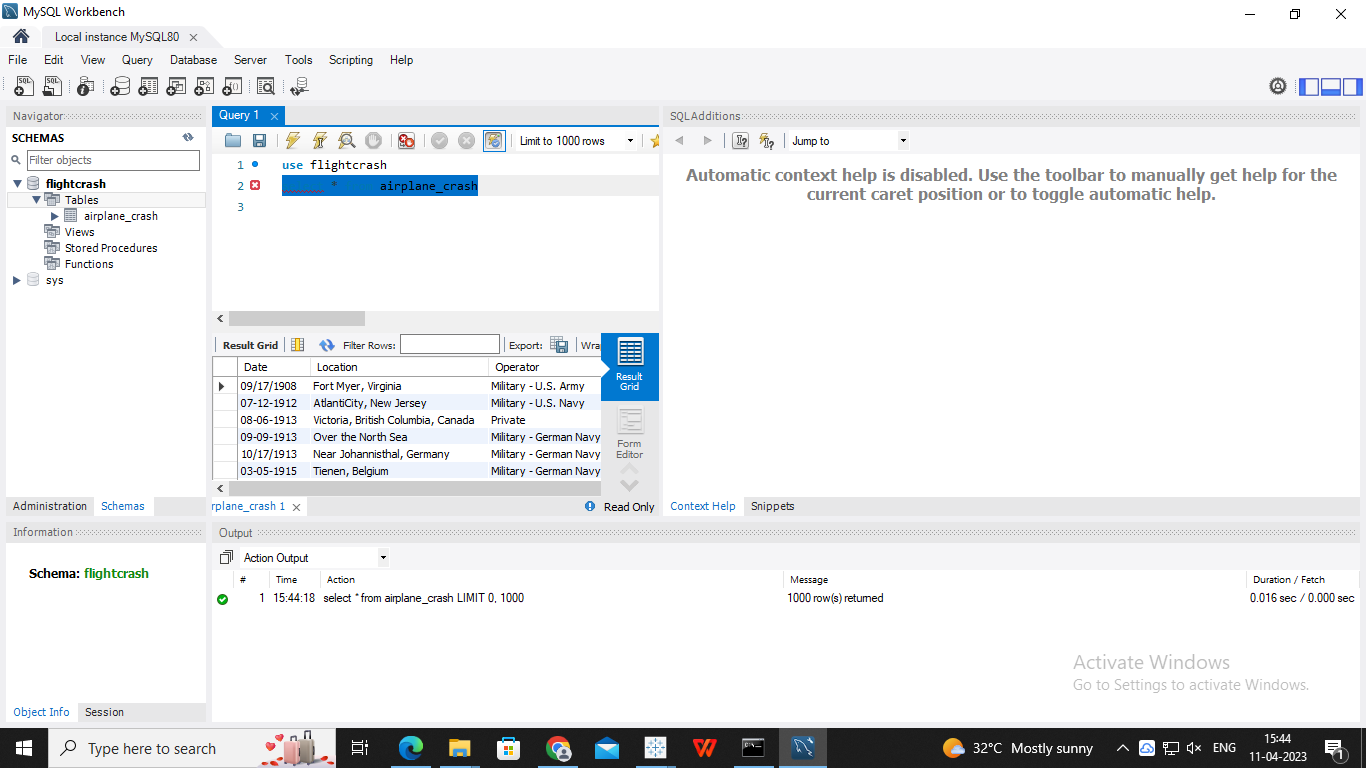 MySQL Workbench
Local instance MySQL80
File Edit View Query Database Server Tools Scripting Help
Navigator
SCHEMAS
Filter objects
flightcrash
Tables
airplane_crash
Views
Stored Procedures
Functions
sys
Administration Schemas
Information
Schema: flightcrash
Object Info Session
Query 1
Limit to 1000 rows
1 use flightcrash
2 * airplane_crash
3
Result Grid Filter Rows: Export: Wra
Date Location Operator
09/17/1908 Fort Myer, Virginia Military - U.S. Army
07-12-1912 AtlantiCity, New Jersey Military - U.S. Navy
08-06-1913 Victoria, British Columbia, Canada Private
09-09-1913 Over the North Sea Military - German Navy
10/17/1913 Near Johannisthal, Germany Military - German Navy
03-05-1915 Tienen, Belgium Military - German Navy
Result
Grid
Form
Editor
rplane_crash 1 Read Only
SQLAdditions
Jump to
Automatic context help is disabled. Use the toolbar to manually get help for the
current caret position or to toggle automatic help.
Context Help Snippets
Output
Action Output
# Time Action Message Duration / Fetch
1 15:44:18 select * from airplane_crash LIMIT 0, 1000 1000 row(s) returned 0.016 sec / 0.000 sec
Activate Windows
Go to Settings to activate Windows.
Type here to search
32°C Mostly sunny
ENG
15:44
11-04-2023
1